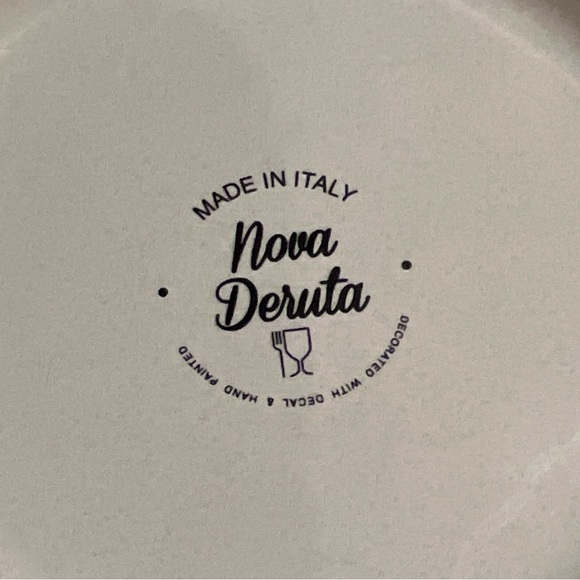 MADE IN ITALY
Nova
Deruta
DECORATED WITH DECAL & HAND PAINTED